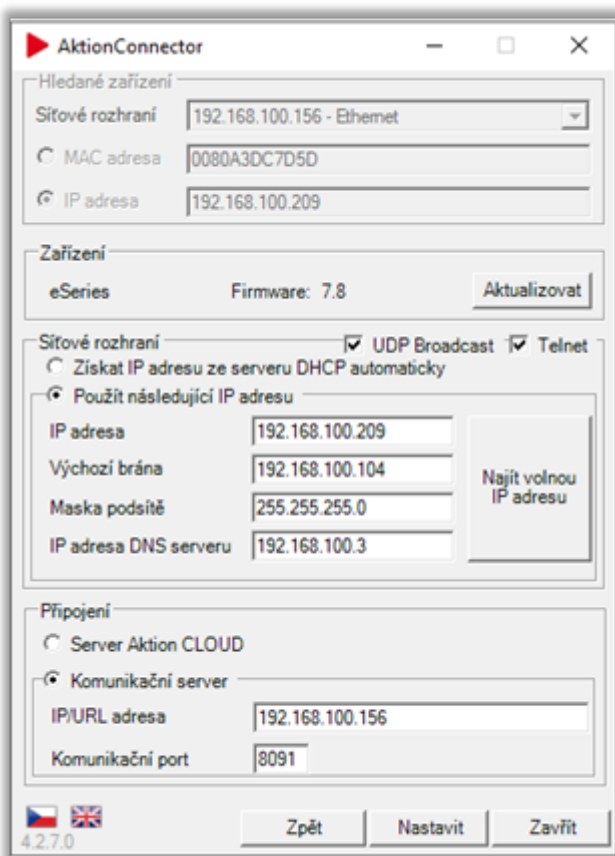 AktionConnector
Hledané zařízení
Síťové rozhraní 192.168.100.156 - Ethernet
MAC adresa 0080A3DC7D5D
IP adresa 192.168.100.209
Zařízení
eSeries Firmware: 7.8 Aktualizovat
Síťové rozhraní UDP Broadcast Telnet
Získat IP adresu ze serveru DHCP automaticky
Použít následující IP adresu
IP adresa 192.168.100.209
Výchozí brána 192.168.100.104
Maska podsítě 255.255.255.0
IP adresa DNS serveru 192.168.100.3
Najít volnou
IP adresu
Připojení
Server Aktion CLOUD
Komunikační server
IP/URL adresa 192.168.100.156
Komunikační port 8091
4.2.7.0
Zpět Nastavit Zavřít